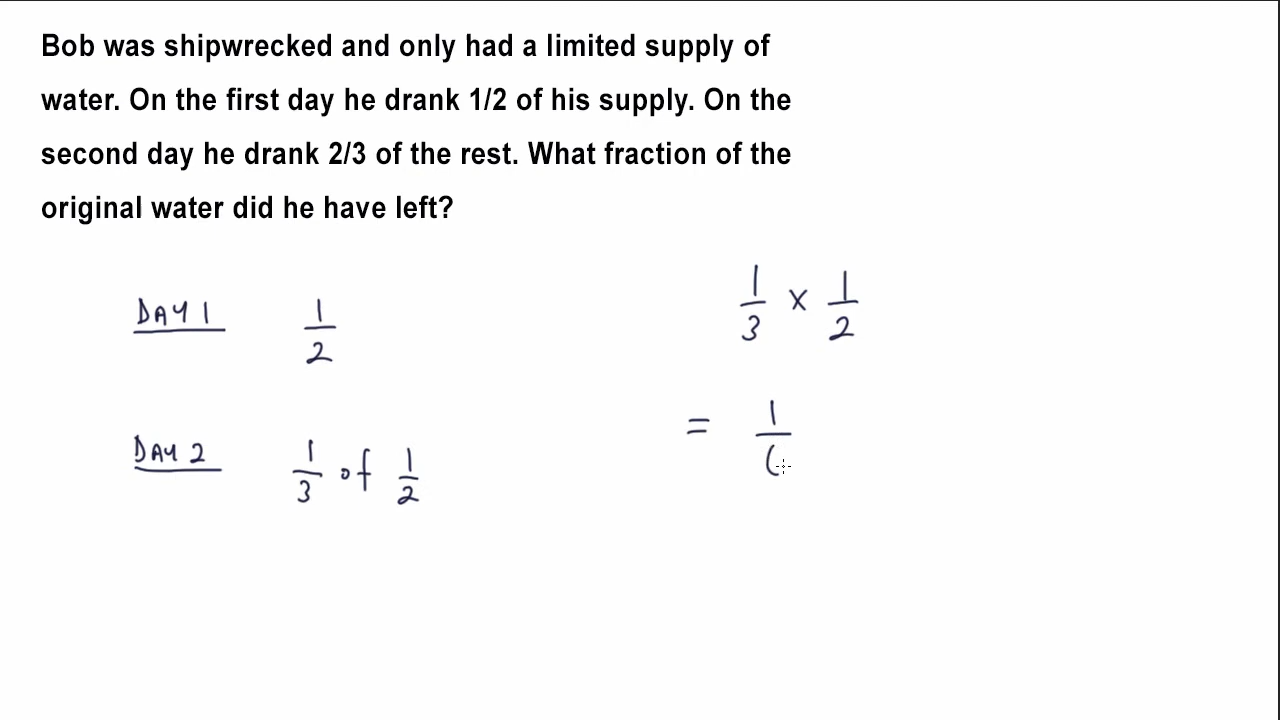 Bob was shipwrecked and only had a limited supply of
water. On the first day he drank 1/2 of his supply. On the
second day he drank 2/3 of the rest. What fraction of the
original water did he have left?
DAY 1 1/2
1/3 x 1/2
= 1/
DAY 2 1/3 of 1/2